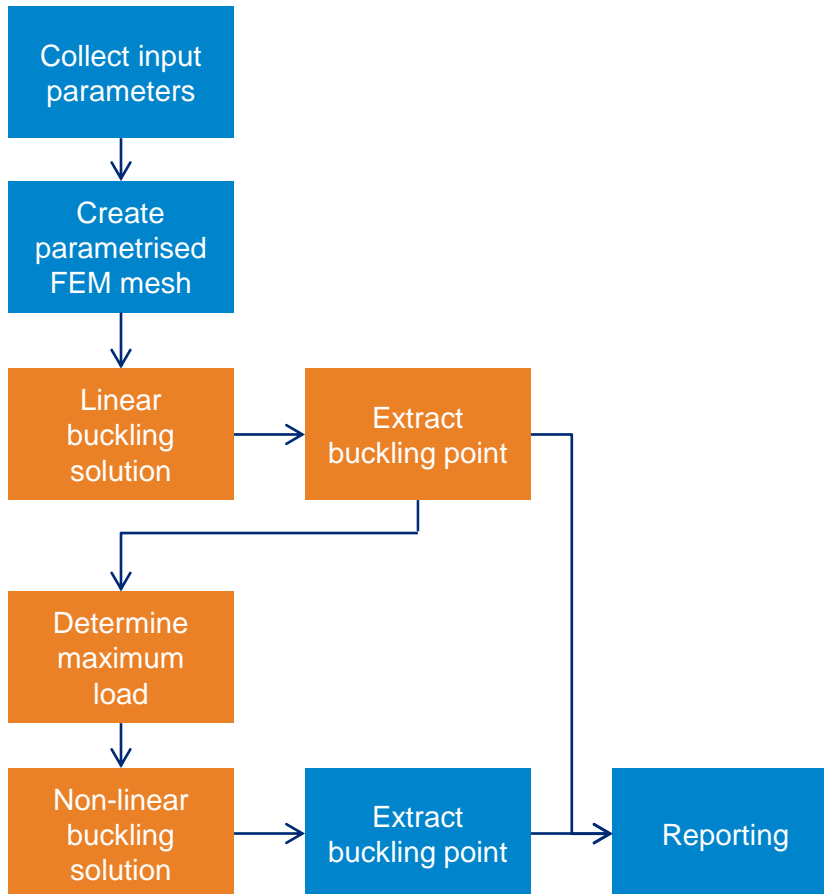 Collect input
parameters
Create
parametrised
FEM mesh
Linear
buckling
solution
Extract
buckling point
Determine
maximum
load
Non-linear
buckling
solution
Extract
buckling point
Reporting